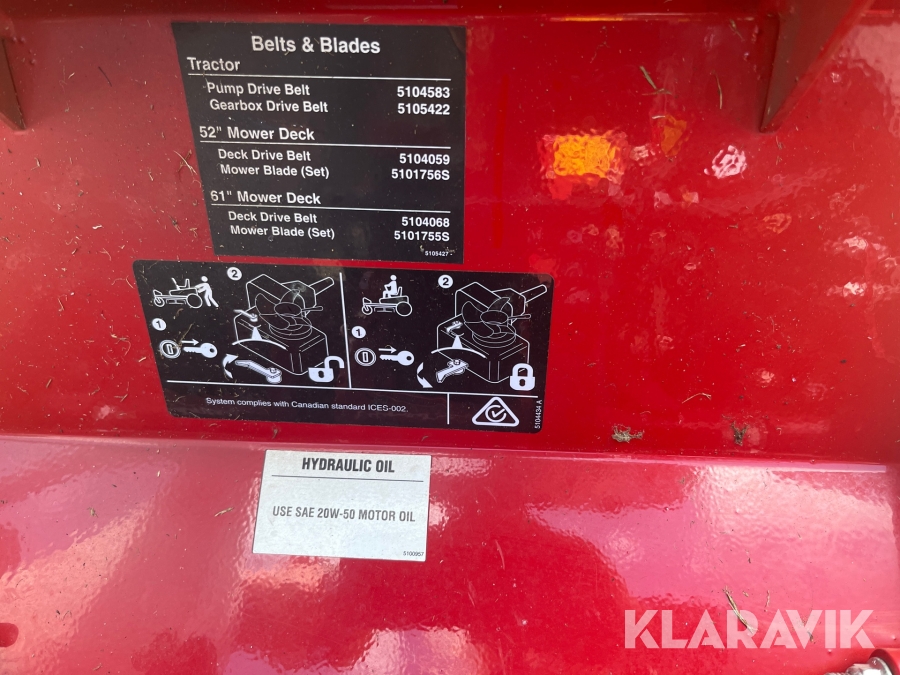 Belts & Blades
Tractor
Pump Drive Belt 5104583
Gearbox Drive Belt 5105422
52" Mower Deck
Deck Drive Belt 5104059
Mower Blade (Set) 5101756S
61" Mower Deck
Deck Drive Belt 5104068
Mower Blade (Set) 5101755S
5105427
2
1
2
1
System complies with Canadian standard ICES-002.
5104434 A
HYDRAULIC OIL
USE SAE 20W-50 MOTOR OIL
5100957
KLARAVIK